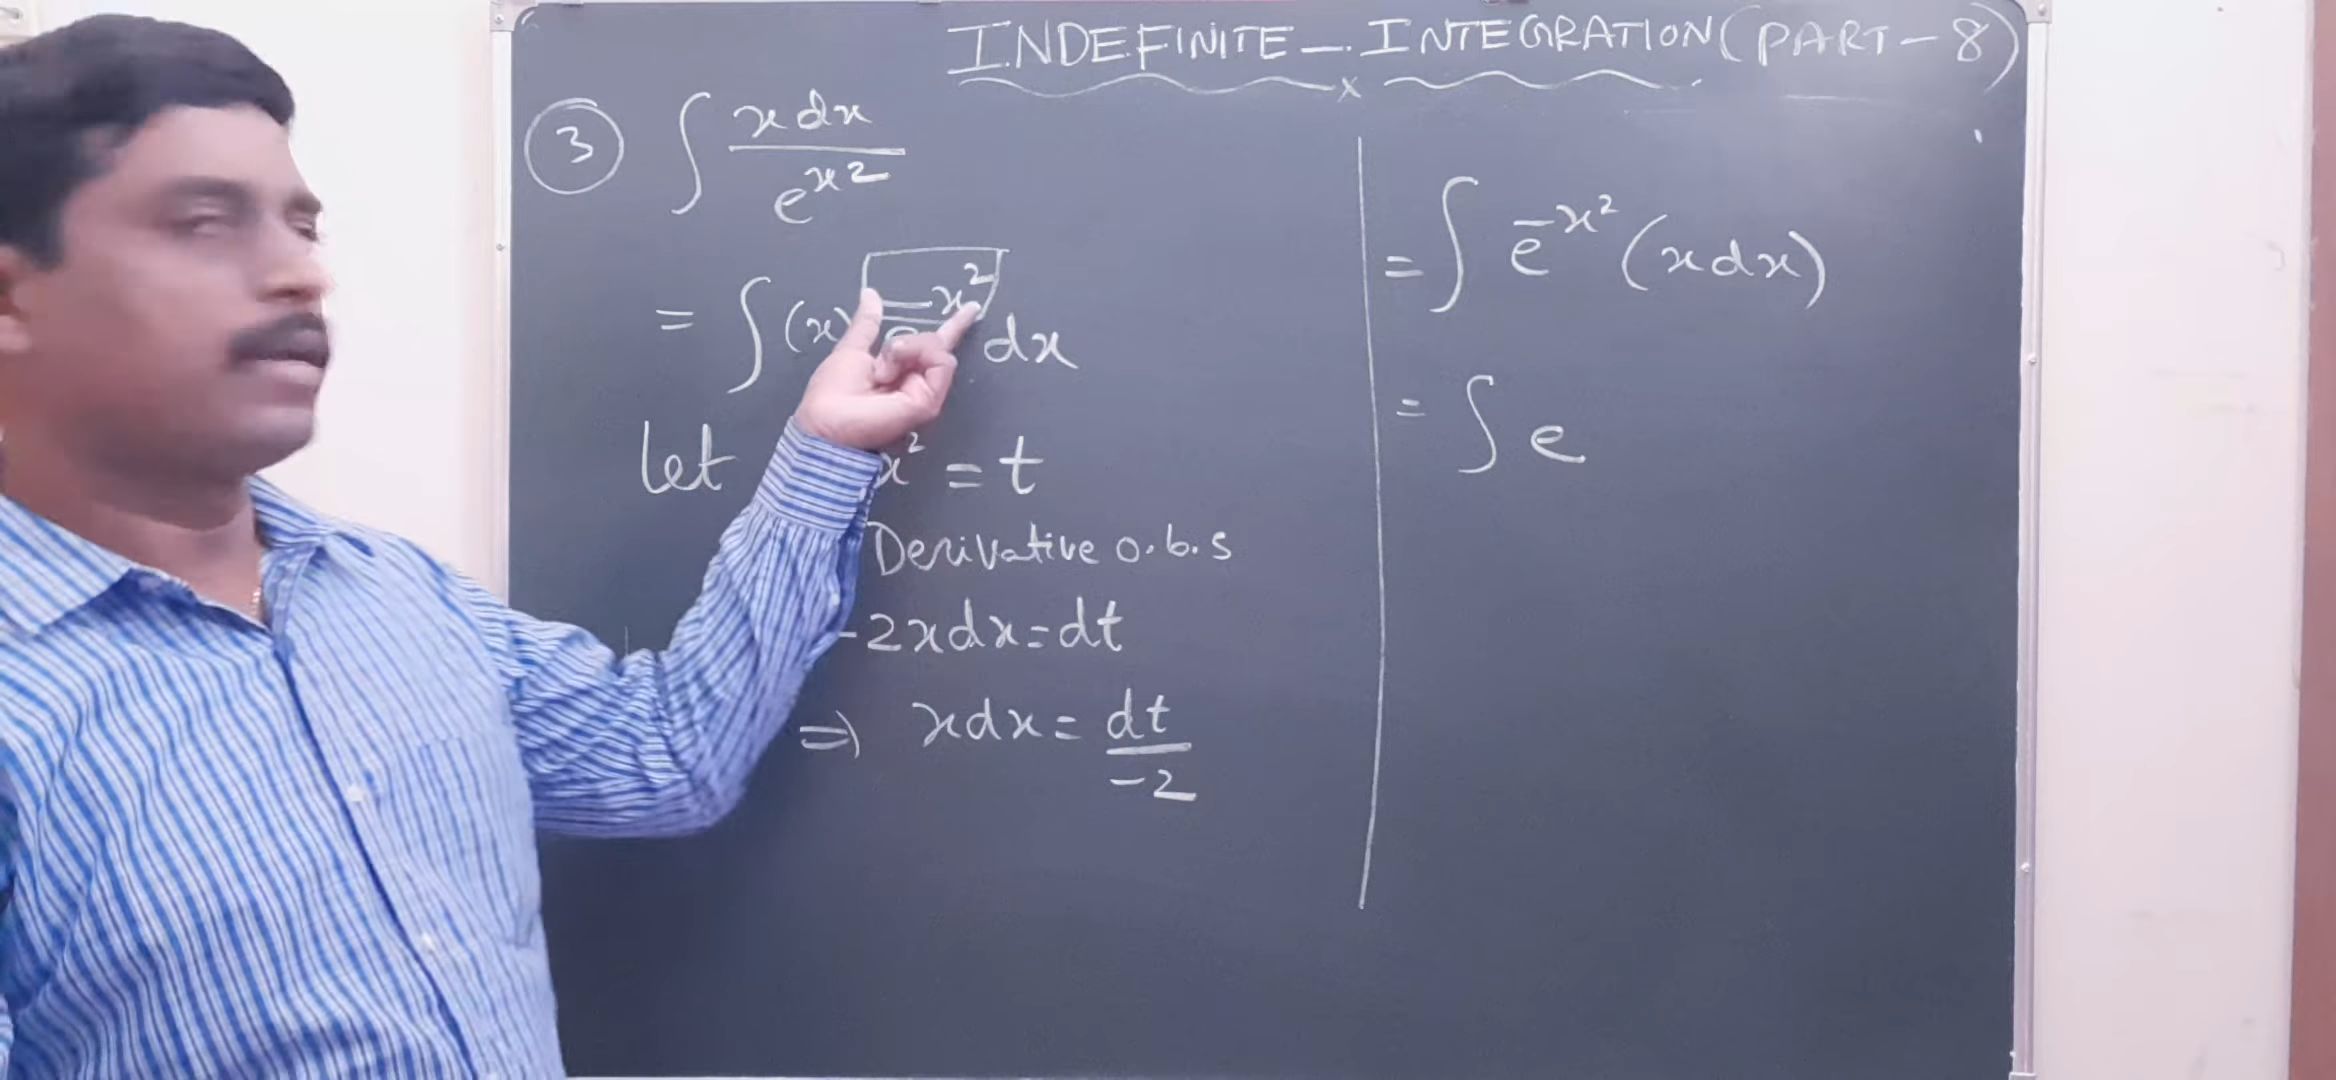 INDEFINITE - INTEGRATION (PART - 8)
x
3 ∫ x dx / e^x²
= ∫ (x) e^-x² dx
let x² = t
Derivative o.b.s
-2x dx = dt
⇒ x dx = dt / -2
= ∫ e^-x² (x dx)
= ∫ e